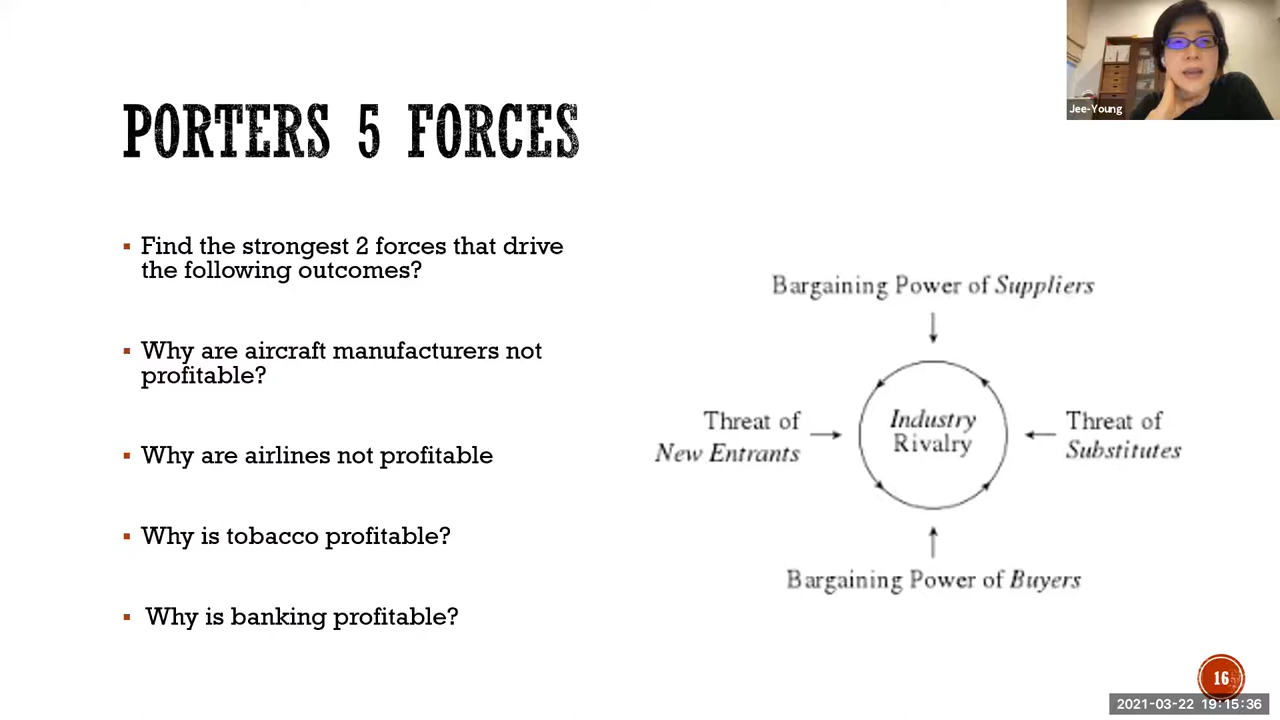 Jee-Young
PORTERS 5 FORCES
▪ Find the strongest 2 forces that drive
the following outcomes?
▪ Why are aircraft manufacturers not
profitable?
▪ Why are airlines not profitable
▪ Why is tobacco profitable?
▪ Why is banking profitable?
Bargaining Power of Suppliers
Threat of
New Entrants
Industry
Rivalry
Threat of
Substitutes
Bargaining Power of Buyers
16
2021-03-22 19:15:36